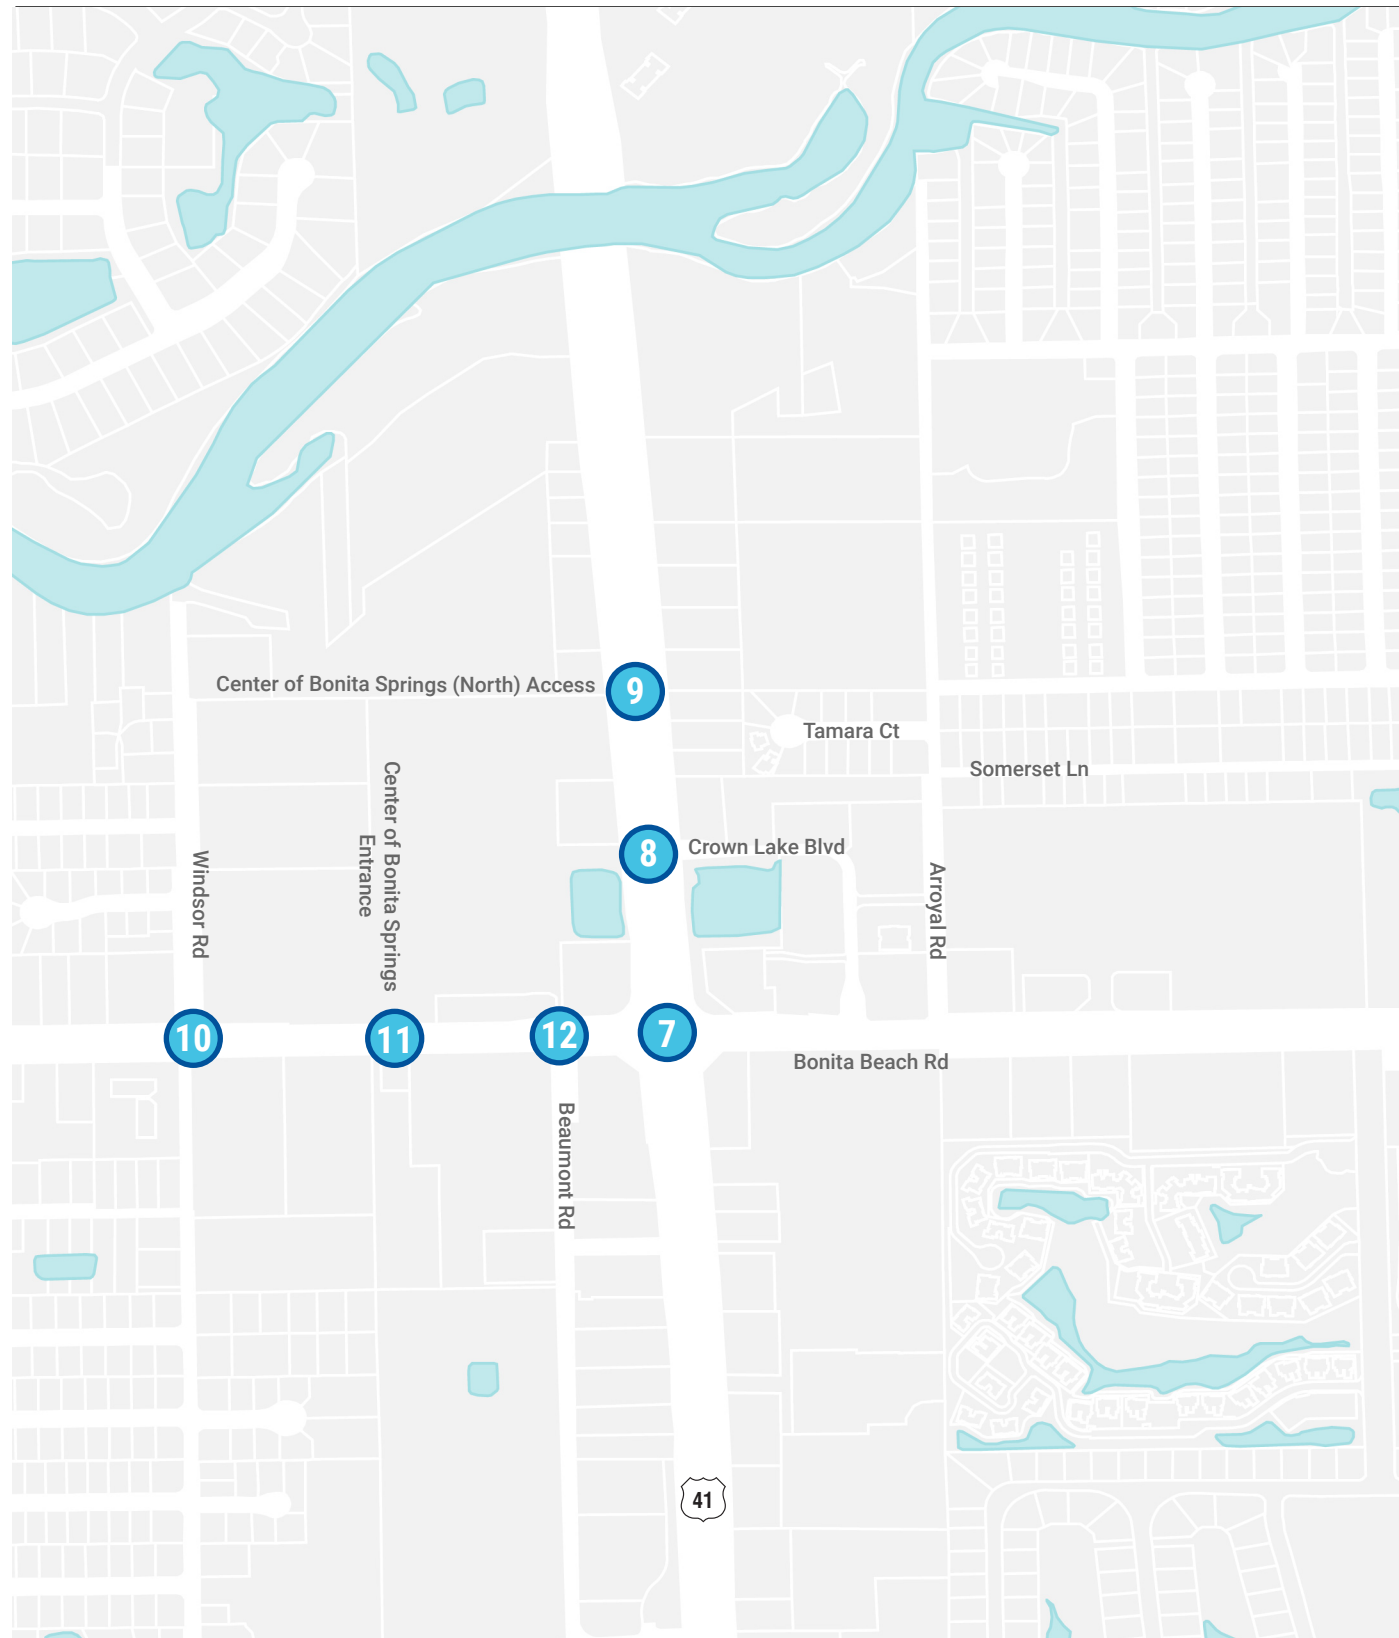 Center of Bonita Springs (North) Access
9
Tamara Ct
Somerset Ln
Center of Bonita Springs
Entrance
8
Crown Lake Blvd
Windsor Rd
Arroyal Rd
10
11
12
7
Bonita Beach Rd
Beaumont Rd
41